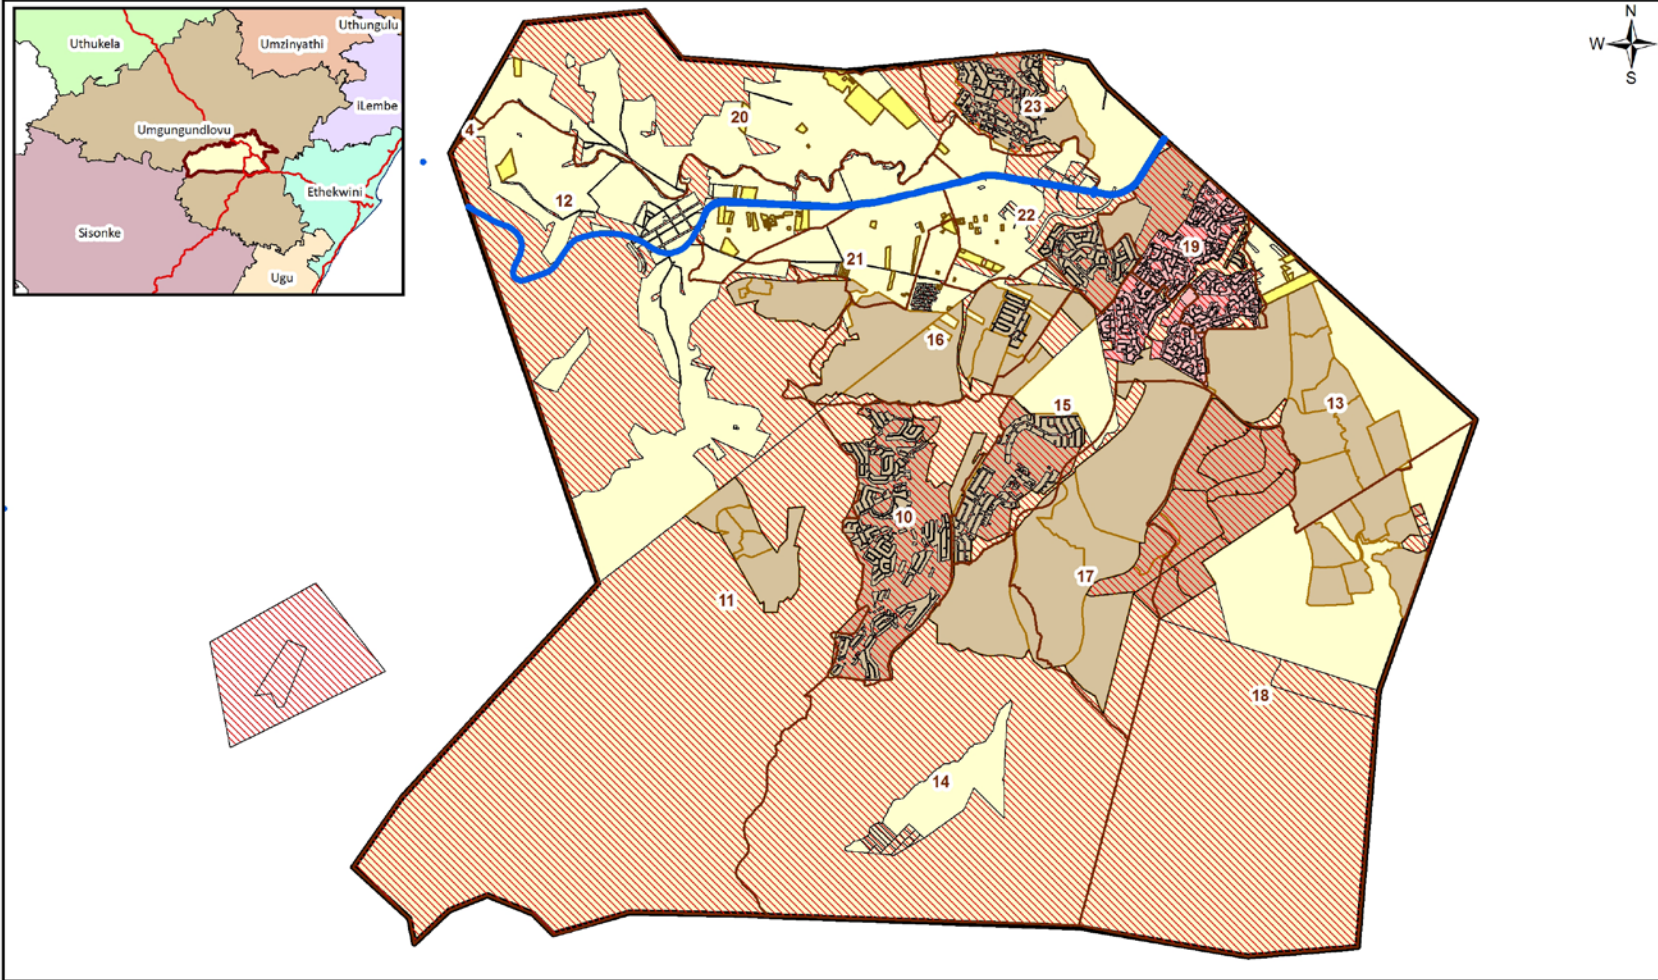 Uthukela
Umzinyathi
Uthungulu
iLembe
Umgungundlovu
Ethekwini
Sisonke
Ugu
N
W
S
4
20
23
12
22
19
21
16
15
13
10
17
11
18
14